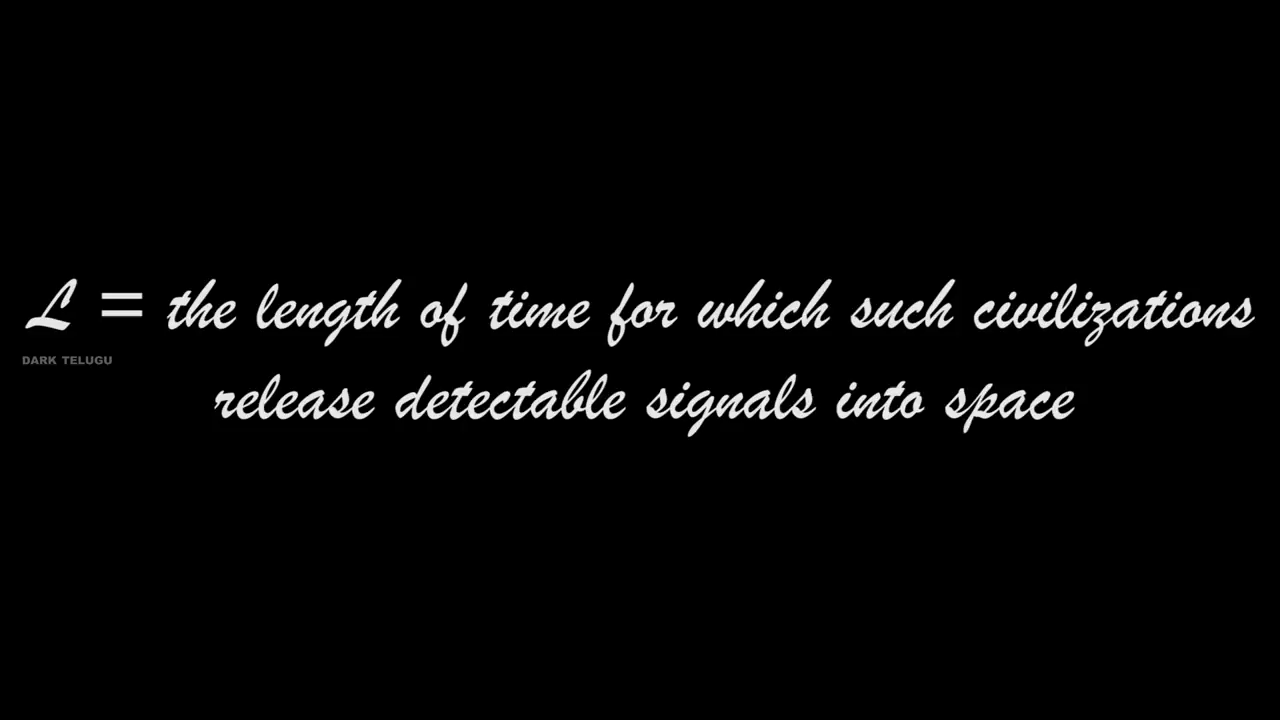 L = the length of time for which such civilizations
DARK TELUGU
release detectable signals into space